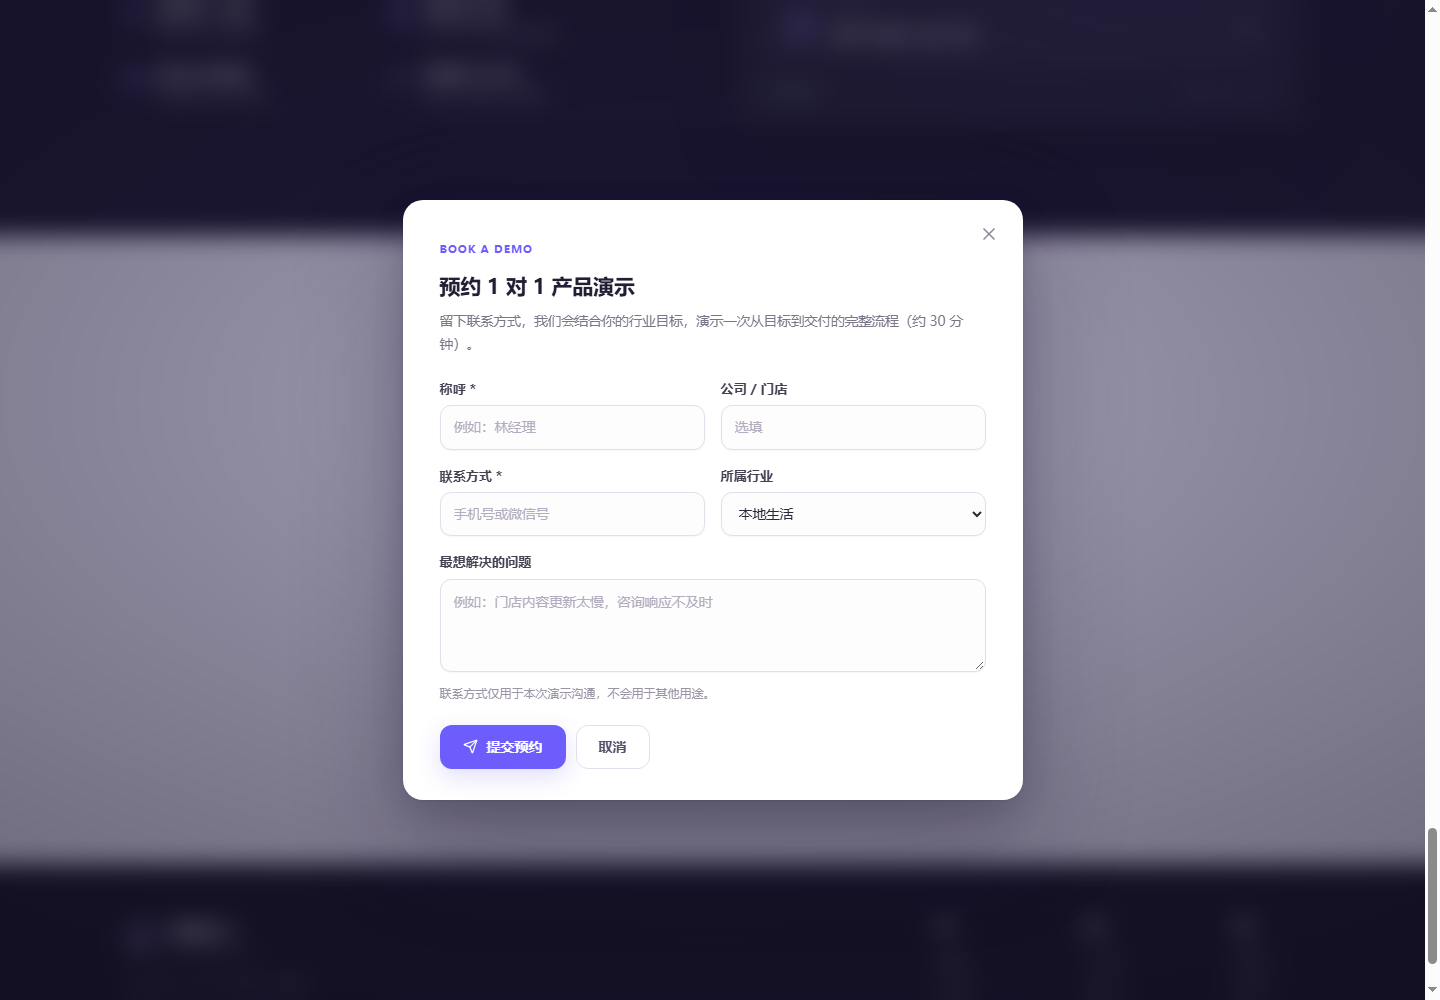 BOOK A DEMO
预约 1 对 1 产品演示
留下联系方式，我们会结合你的行业目标，演示一次从目标到交付的完整流程（约 30 分
钟）。
称呼 *
公司 / 门店
例如：林经理
选填
联系方式 *
所属行业
手机号或微信号
本地生活
最想解决的问题
例如：门店内容更新太慢，咨询响应不及时
联系方式仅用于本次演示沟通，不会用于其他用途。
提交预约
取消